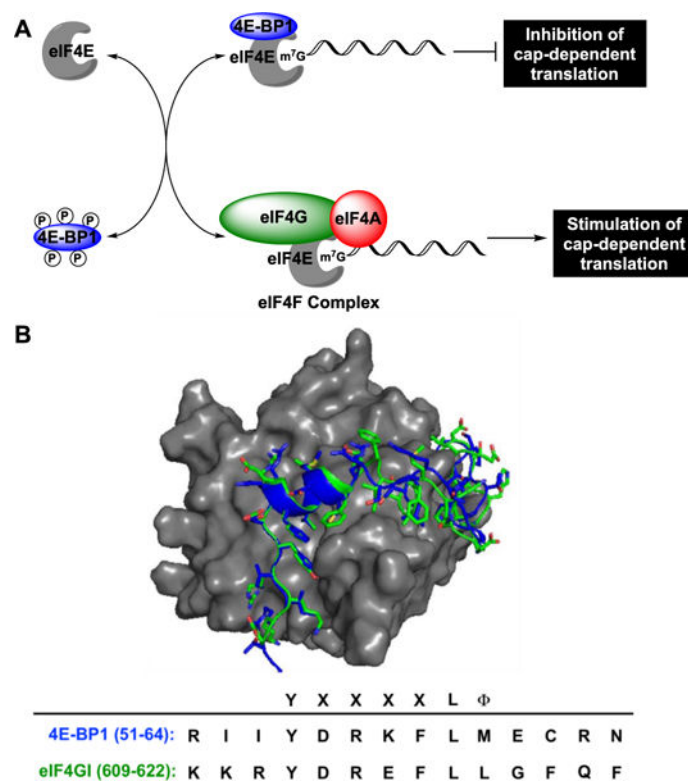 A
eIF4E
4E-BP1
eIF4E m⁷G
Inhibition of
cap-dependent
translation
P P P
4E-BP1
P P
eIF4G eIF4A
eIF4E m⁷G
eIF4F Complex
Stimulation of
cap-dependent
translation
B
Y X X X X L Φ
4E-BP1 (51-64): R I I Y D R K F L M E C R N
eIF4GI (609-622): K K R Y D R E F L L G F Q F